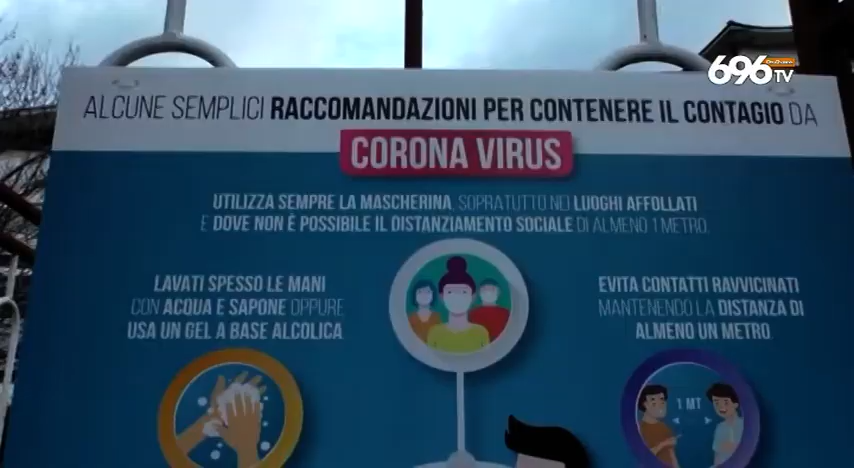 696
OttoChannel
TV
ALCUNE SEMPLICI RACCOMANDAZIONI PER CONTENERE IL CONTAGIO DA
CORONA VIRUS
UTILIZZA SEMPRE LA MASCHERINA, SOPRATUTTO NEI LUOGHI AFFOLLATI
E DOVE NON È POSSIBILE IL DISTANZIAMENTO SOCIALE DI ALMENO 1 METRO.
LAVATI SPESSO LE MANI
CON ACQUA E SAPONE OPPURE
USA UN GEL A BASE ALCOLICA
EVITA CONTATTI RAVVICINATI
MANTENENDO LA DISTANZA DI
ALMENO UN METRO.
1 MT